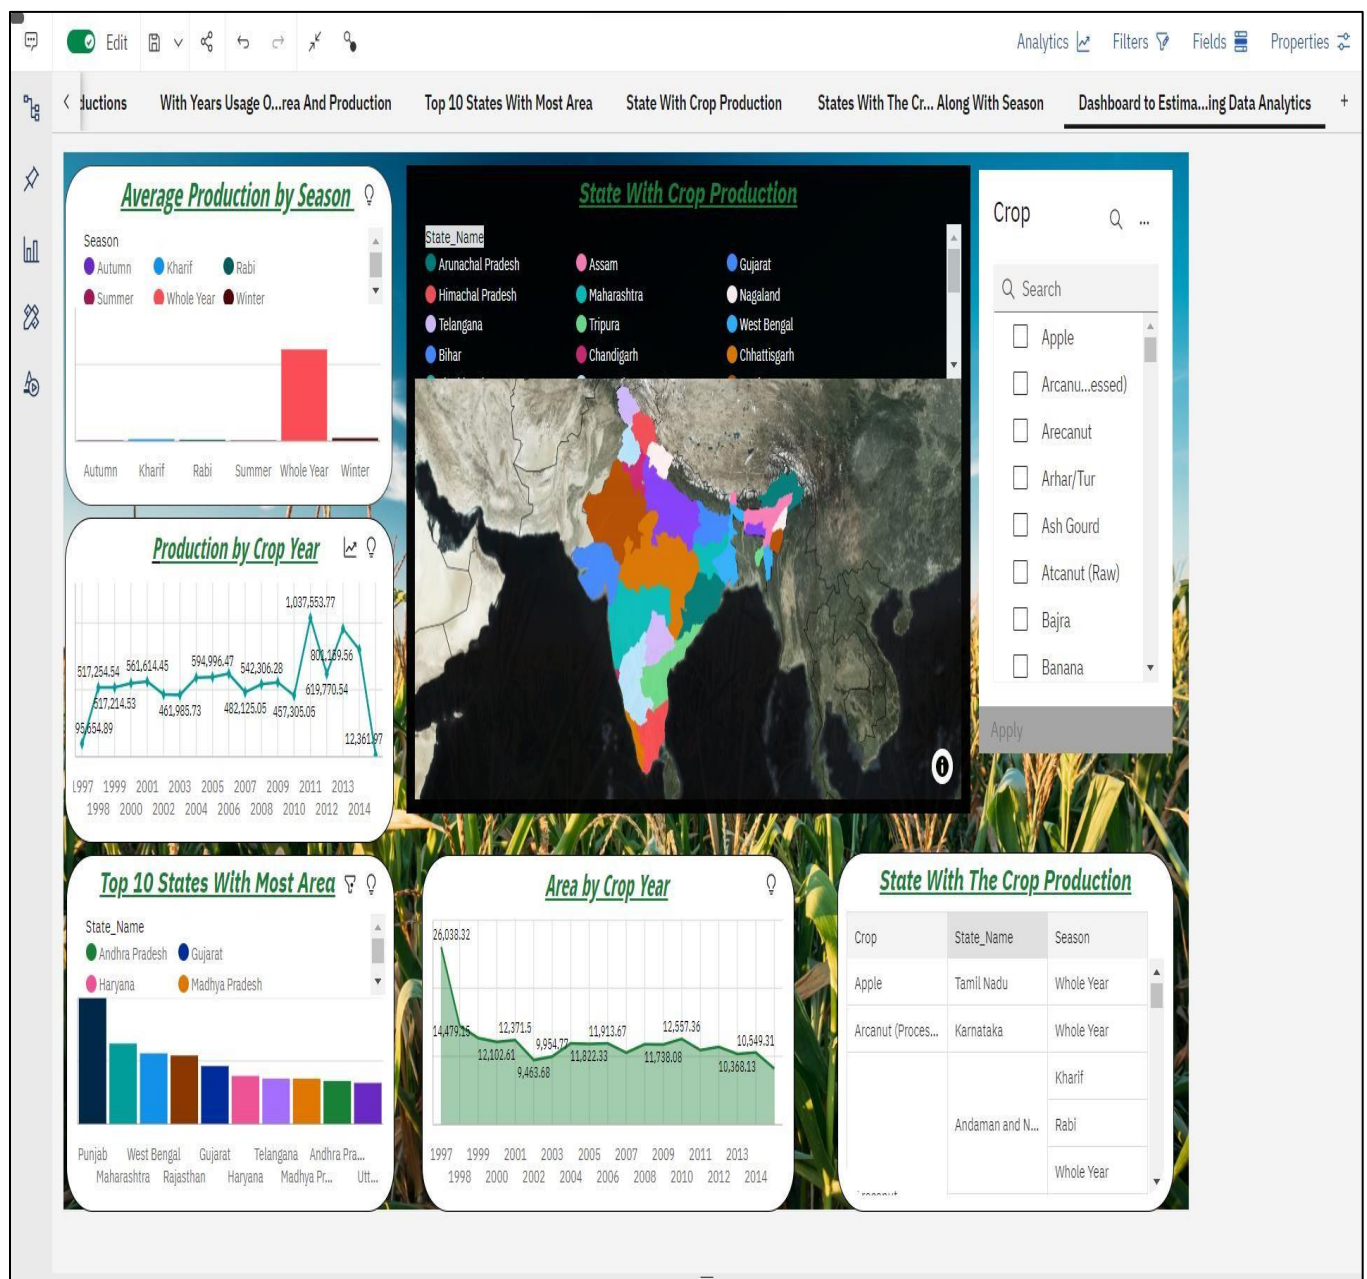 Edit
Analytics
Filters
Fields
Properties
ductions
With Years Usage O...rea And Production
Top 10 States With Most Area
State With Crop Production
States With The Cr... Along With Season
Dashboard to Estima...ing Data Analytics
+
Average Production by Season
Season
Autumn Kharif Rabi
Summer Whole Year Winter
Autumn Kharif Rabi Summer Whole Year Winter
State With Crop Production
State_Name
Arunachal Pradesh Assam Gujarat
Himachal Pradesh Maharashtra Nagaland
Telangana Tripura West Bengal
Bihar Chandigarh Chhattisgarh
Crop
...
Search
Apple
Arcanu...essed)
Arecanut
Arhar/Tur
Ash Gourd
Atcanut (Raw)
Bajra
Banana
Apply
Production by Crop Year
1,037,553.77
517,254.54 561,614.45 594,996.47 542,306.28 801,159.56
517,214.53 461,985.73 482,125.05 457,305.05 619,770.54
95,654.89
12,361.97
1997 1999 2001 2003 2005 2007 2009 2011 2013
1998 2000 2002 2004 2006 2008 2010 2012 2014
Top 10 States With Most Area
State_Name
Andhra Pradesh Gujarat
Haryana Madhya Pradesh
Punjab West Bengal Gujarat Telangana Andhra Pra...
Maharashtra Rajasthan Haryana Madhya Pr... Utt...
Area by Crop Year
26,038.32
14,479.15 12,371.5 9,954.77 11,913.67 12,557.36 10,549.31
12,102.61 9,463.68 11,822.33 11,738.08 10,368.13
1997 1999 2001 2003 2005 2007 2009 2011 2013
1998 2000 2002 2004 2006 2008 2010 2012 2014
State With The Crop Production
Crop State_Name Season
Apple Tamil Nadu Whole Year
Arcanut (Proces... Karnataka Whole Year
Kharif
Andaman and N... Rabi
Whole Year